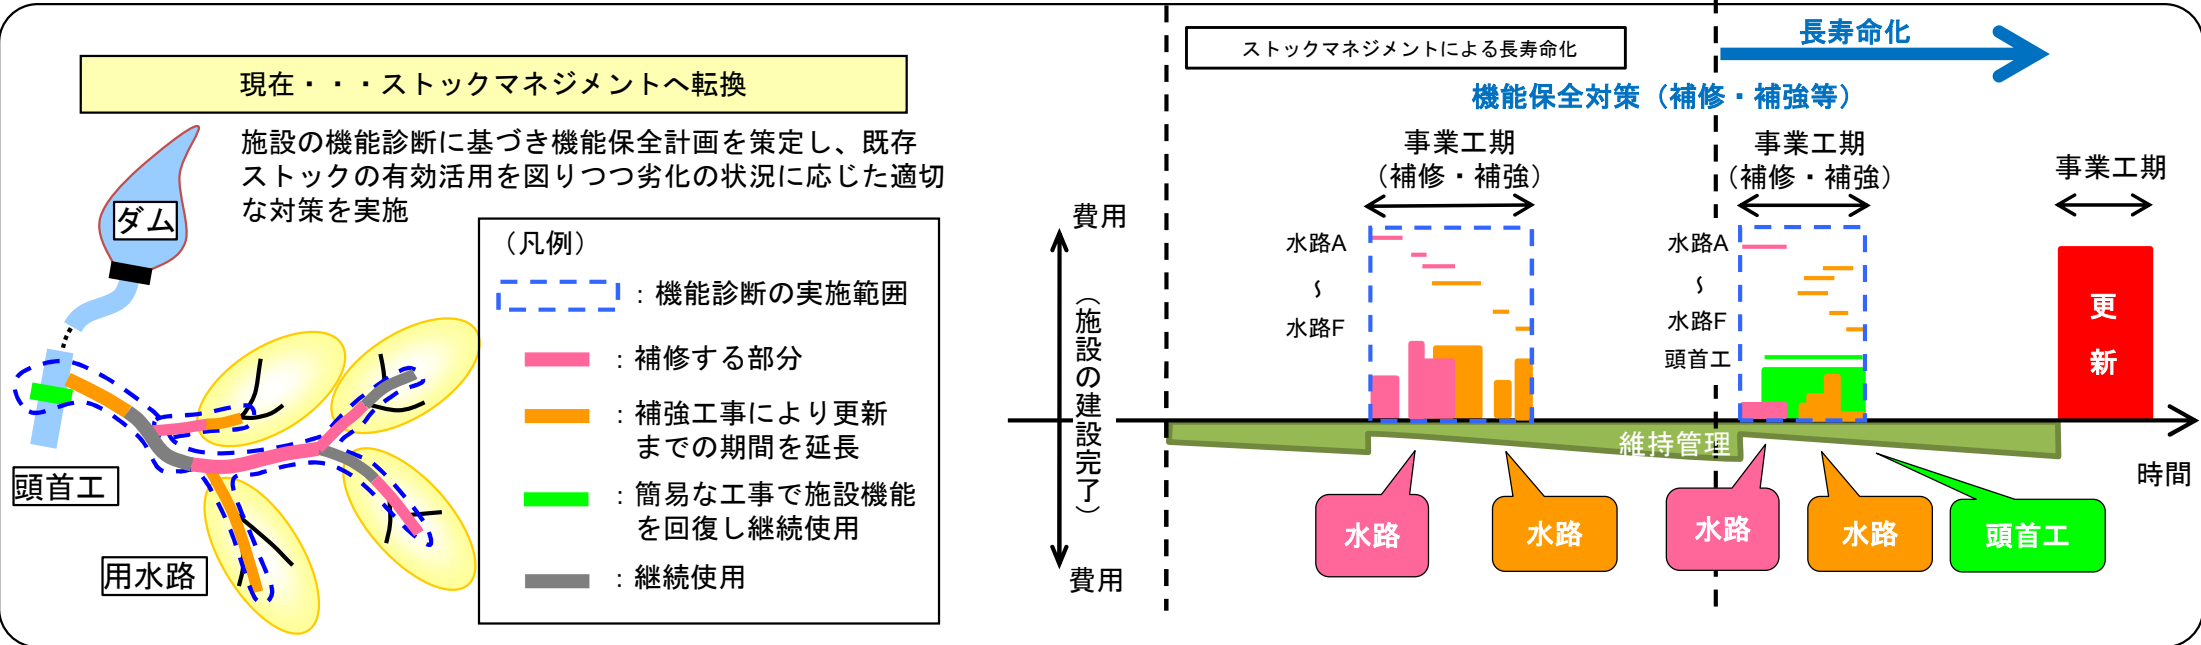 現在・・・ストックマネジメントへ転換
施設の機能診断に基づき機能保全計画を策定し、既存
ストックの有効活用を図りつつ劣化の状況に応じた適切
な対策を実施
ダム
頭首工
用水路
（凡例）
：機能診断の実施範囲
：補修する部分
：補強工事により更新
までの期間を延長
：簡易な工事で施設機能
を回復し継続使用
：継続使用
ストックマネジメントによる長寿命化
長寿命化
機能保全対策（補修・補強等）
費用
（施設の建設完了）
費用
事業工期
（補修・補強）
水路A
～
水路F
事業工期
（補修・補強）
水路A
～
水路F
頭首工
事業工期
更新
維持管理
時間
水路
水路
水路
水路
頭首工